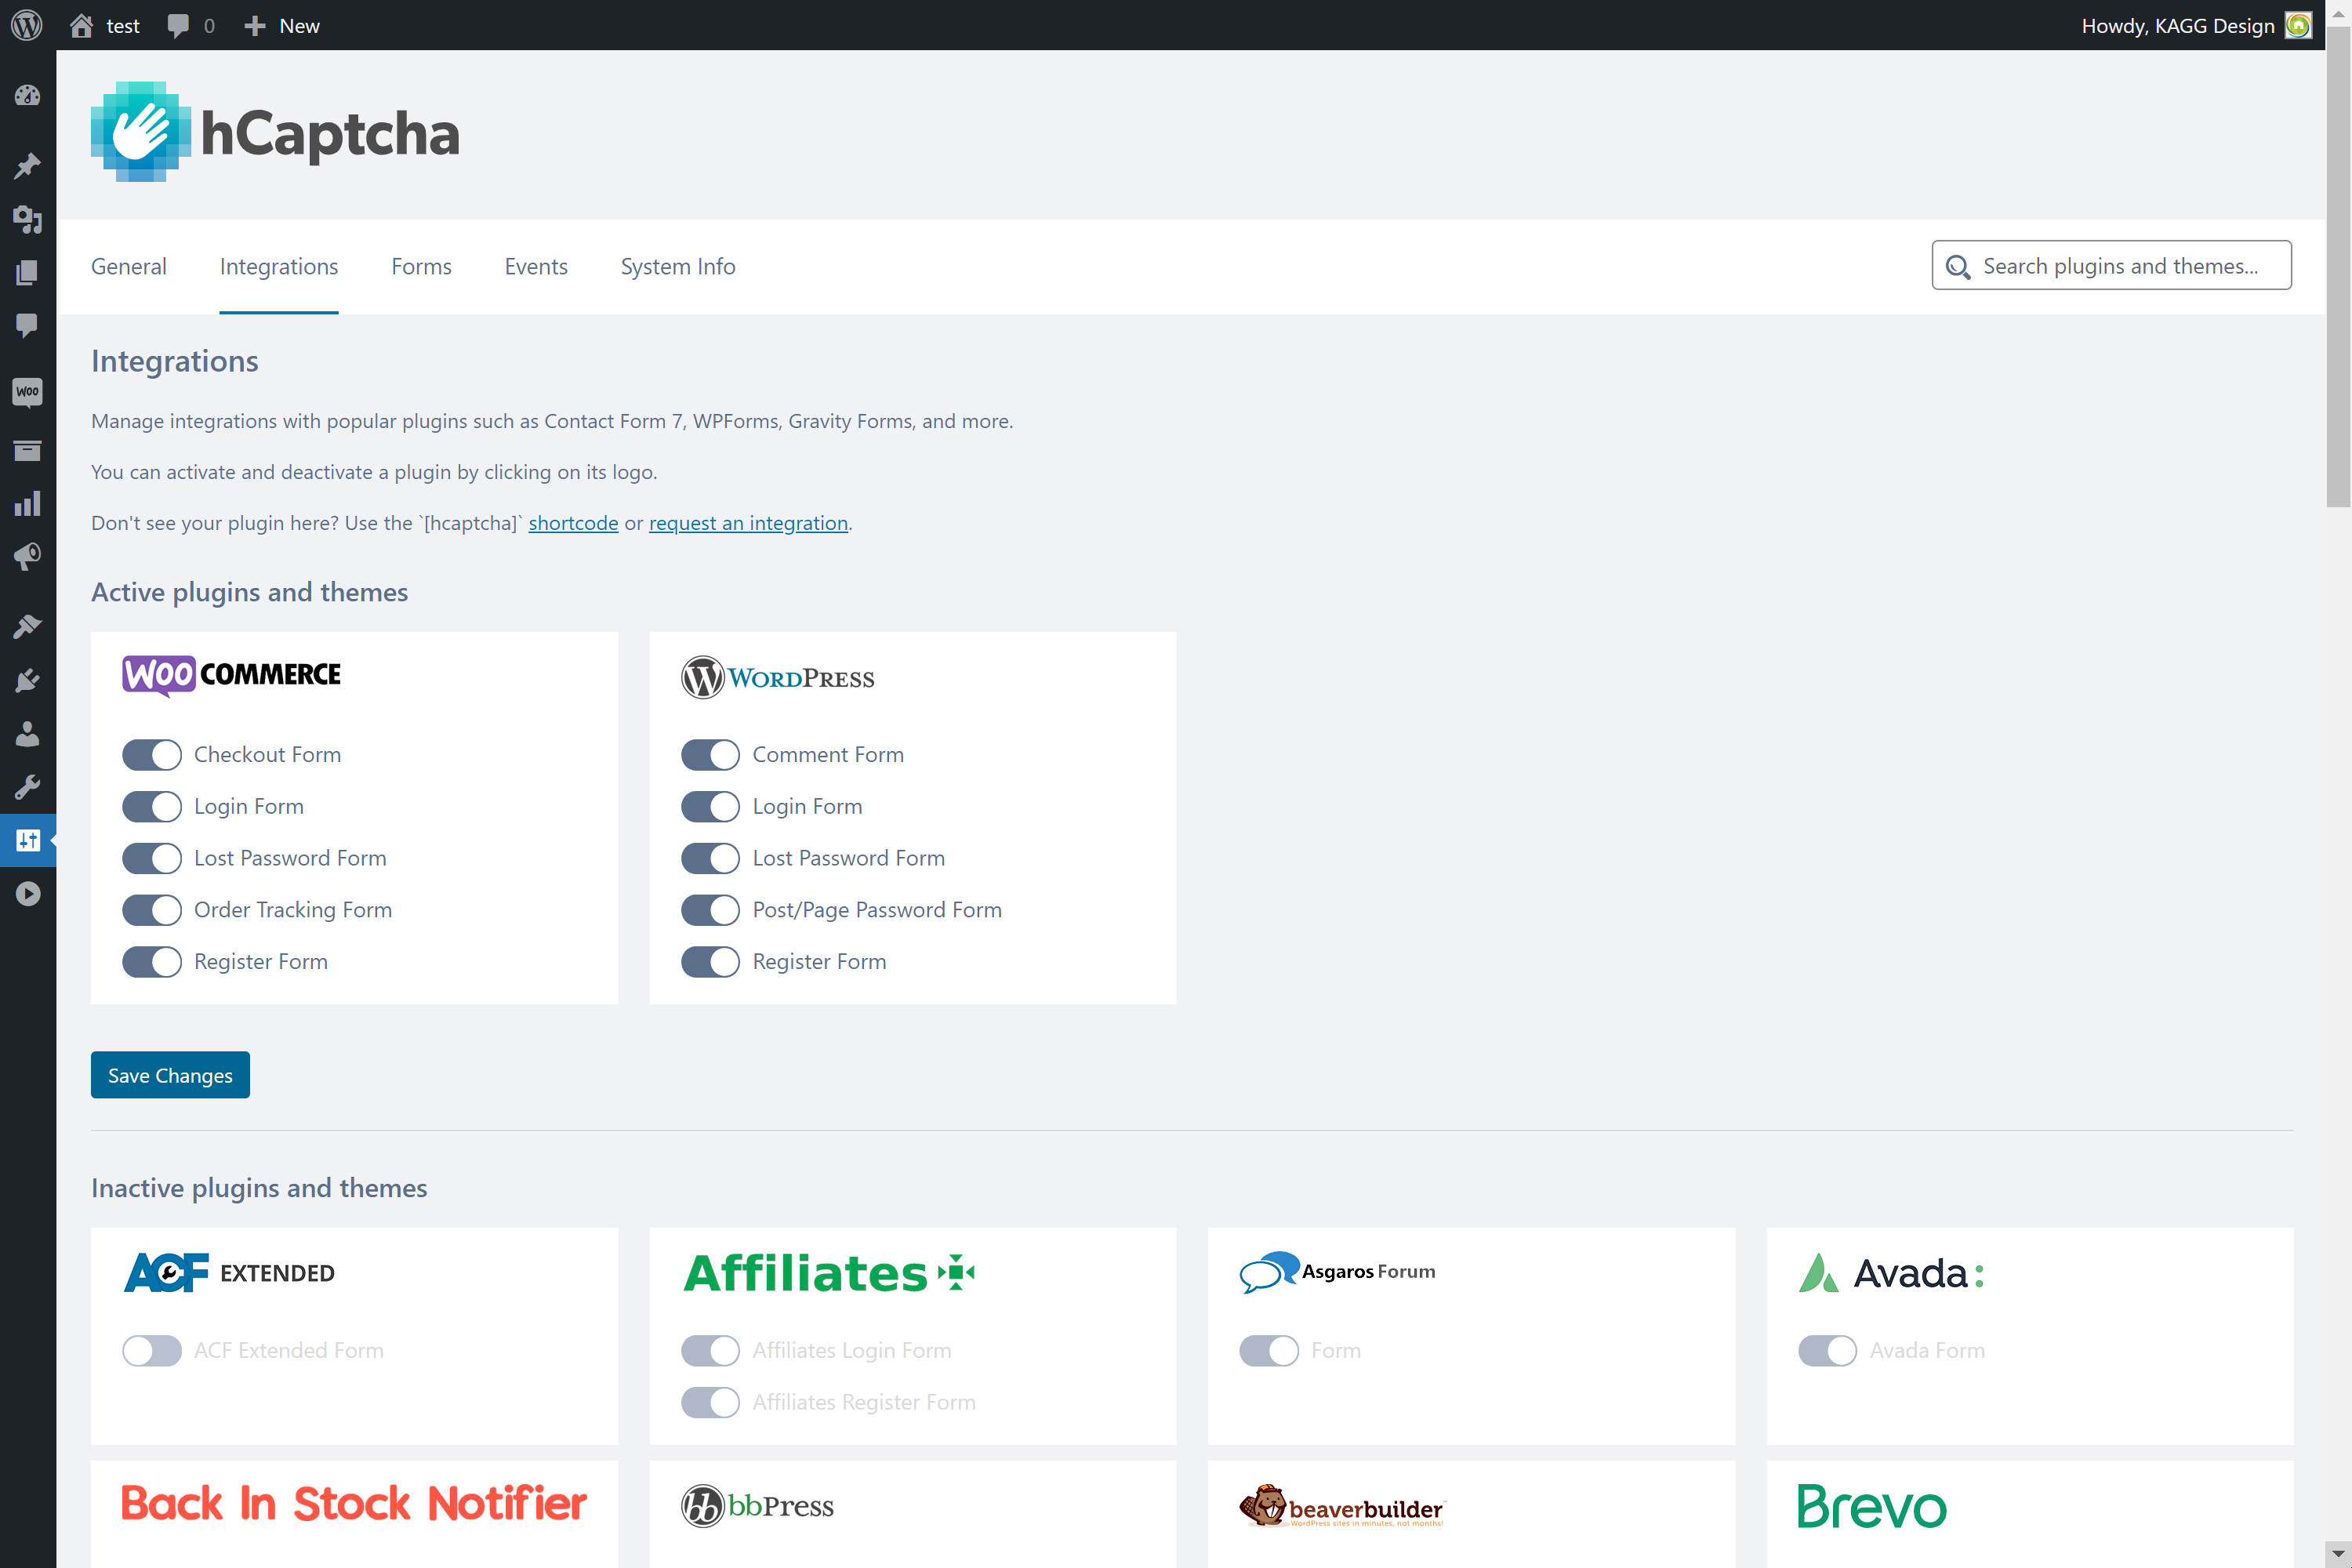 test 0 New Howdy, KAGG Design
hCaptcha
General Integrations Forms Events System Info Search plugins and themes...
Woo
Integrations
Manage integrations with popular plugins such as Contact Form 7, WPForms, Gravity Forms, and more.
You can activate and deactivate a plugin by clicking on its logo.
Don't see your plugin here? Use the `[hcaptcha]` shortcode or request an integration.
Active plugins and themes
WOO COMMERCE
Checkout Form
Login Form
Lost Password Form
Order Tracking Form
Register Form
WORDPRESS
Comment Form
Login Form
Lost Password Form
Post/Page Password Form
Register Form
Save Changes
Inactive plugins and themes
ACF EXTENDED
ACF Extended Form
Affiliates
Affiliates Login Form
Affiliates Register Form
Asgaros Forum
Form
Avada:
Avada Form
Back In Stock Notifier
bb bbPress
beaverbuilder
WordPress sites in minutes, not months!
Brevo